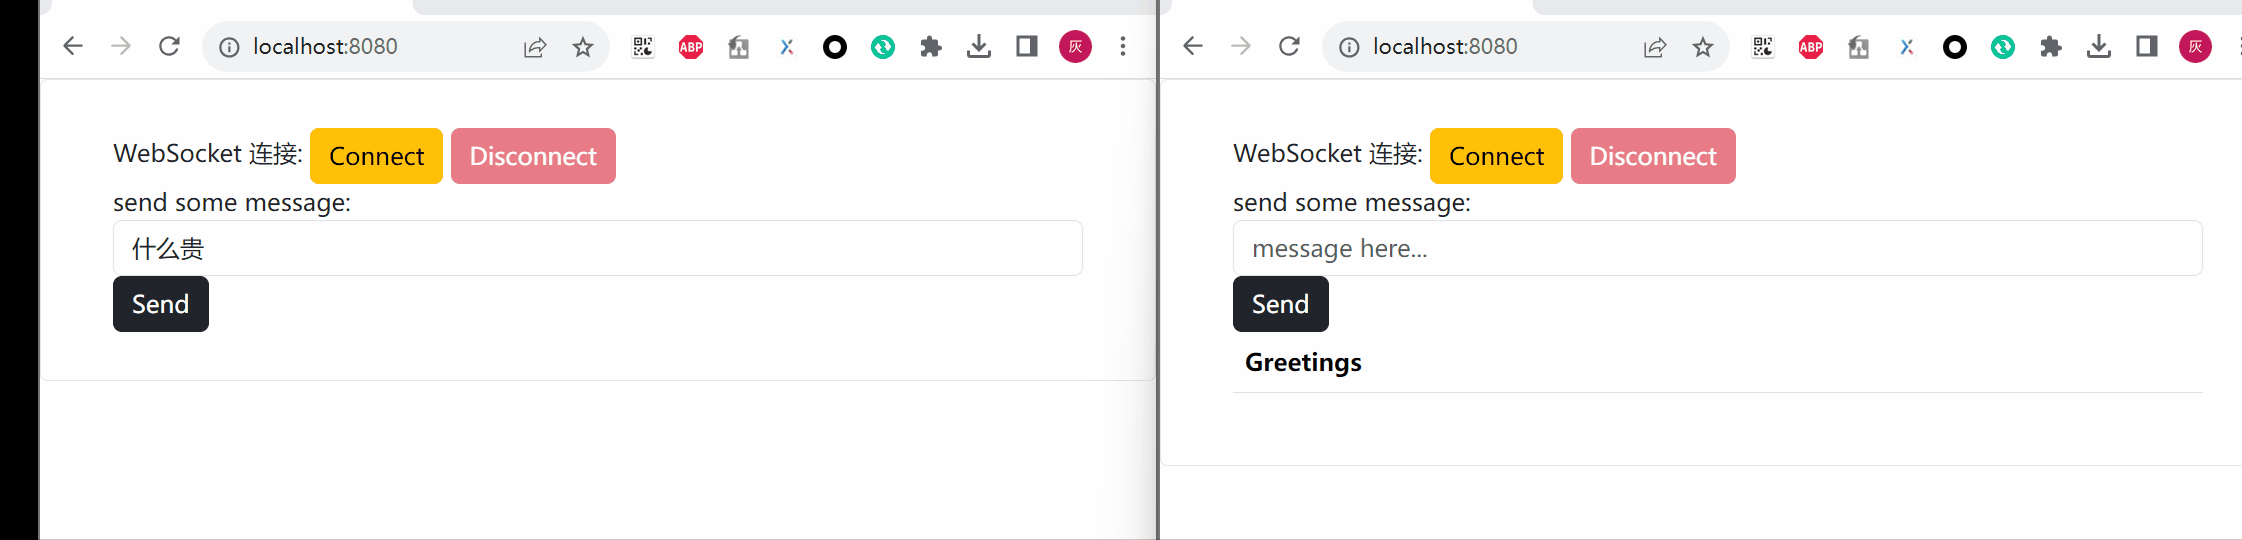 localhost:8080
ABP
灰
WebSocket 连接: Connect Disconnect
send some message:
什么贵
Send
localhost:8080
ABP
灰
WebSocket 连接: Connect Disconnect
send some message:
message here...
Send
Greetings